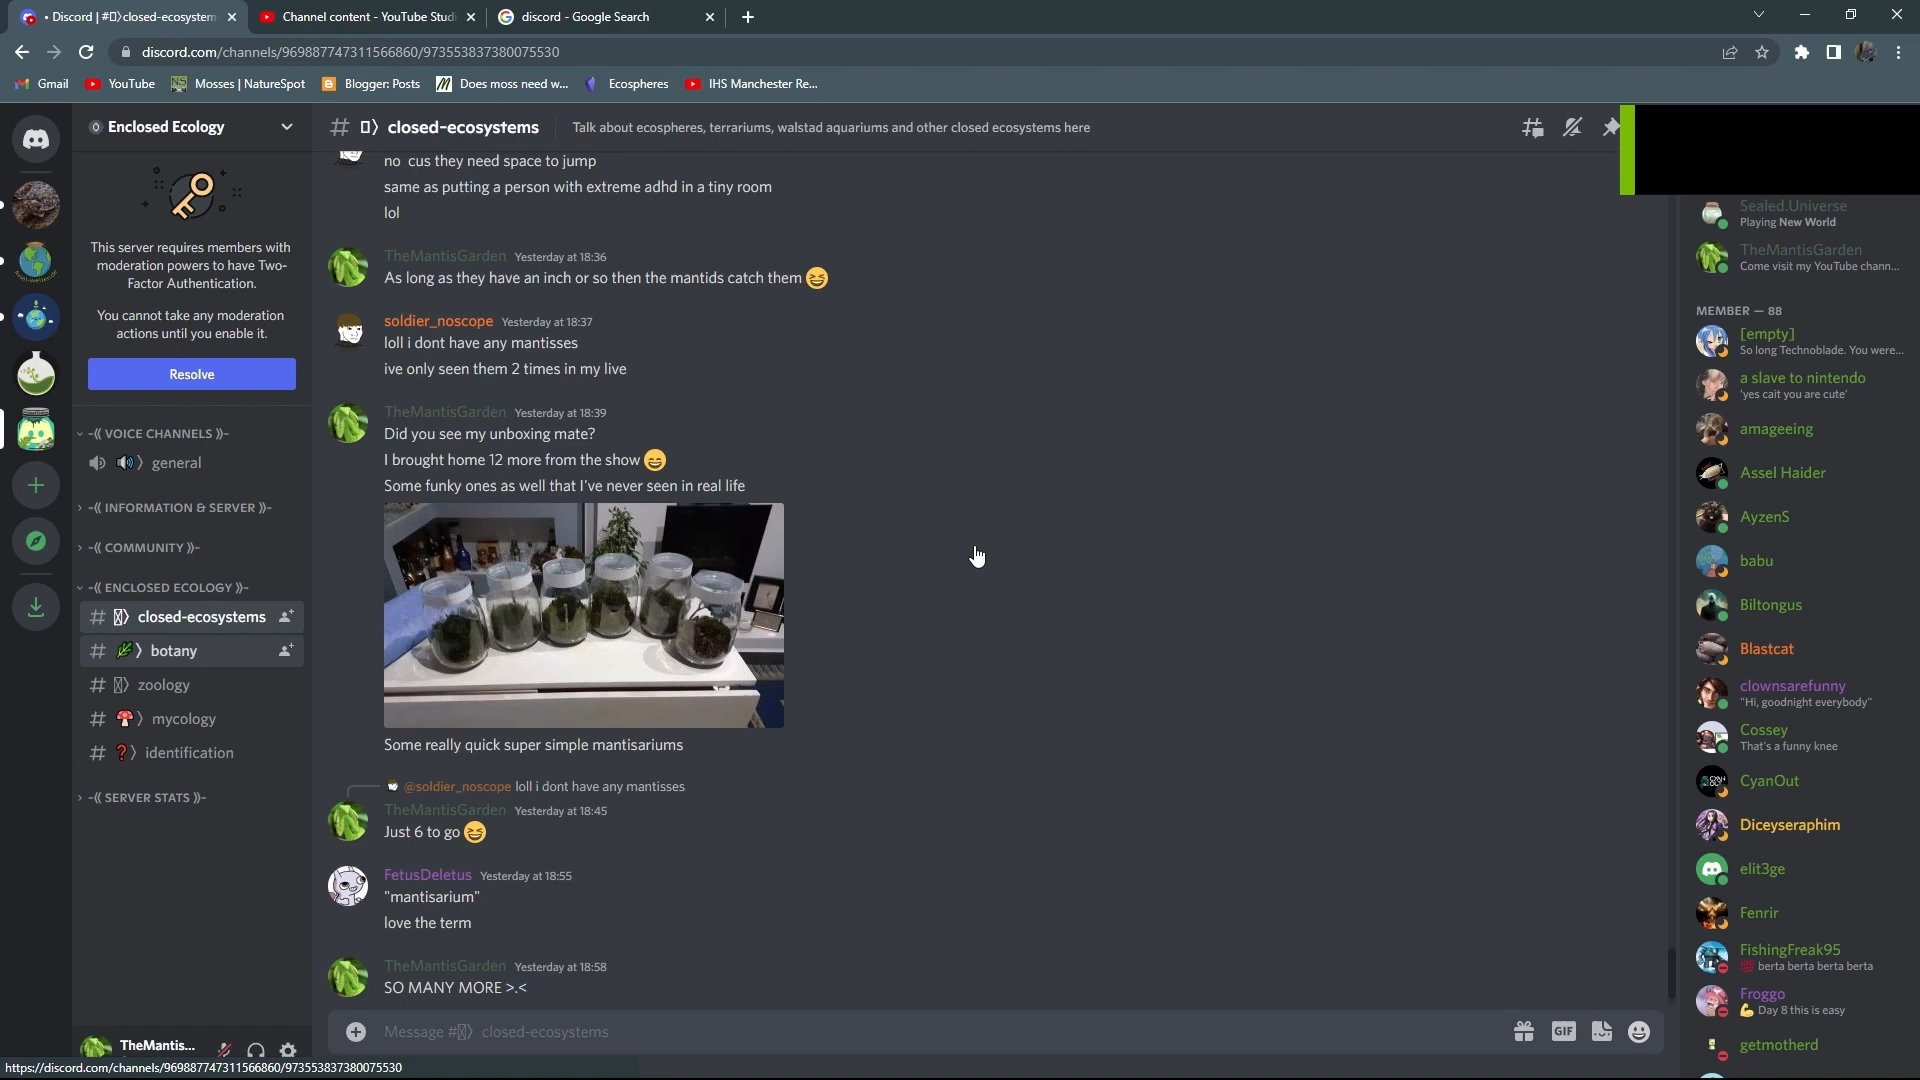 • Discord | #▯〉closed-ecosystem
Channel content - YouTube Studi
discord - Google Search
discord.com/channels/969887747311566860/973553837380075530
Gmail
YouTube
Mosses | NatureSpot
Blogger: Posts
Does moss need w...
Ecospheres
IHS Manchester Re...
Enclosed Ecology
This server requires members with
moderation powers to have Two-
Factor Authentication.
You cannot take any moderation
actions until you enable it.
Resolve
-⟪ VOICE CHANNELS ⟫-
general
-⟪ INFORMATION & SERVER ⟫-
-⟪ COMMUNITY ⟫-
-⟪ ENCLOSED ECOLOGY ⟫-
# closed-ecosystems
# botany
# zoology
# mycology
# ❓〉 identification
-⟪ SERVER STATS ⟫-
TheMantis...
# closed-ecosystems
Talk about ecospheres, terrariums, walstad aquariums and other closed ecosystems here
no cus they need space to jump
same as putting a person with extreme adhd in a tiny room
lol
TheMantisGarden Yesterday at 18:36
As long as they have an inch or so then the mantids catch them 😆
soldier_noscope Yesterday at 18:37
loll i dont have any mantisses
ive only seen them 2 times in my live
TheMantisGarden Yesterday at 18:39
Did you see my unboxing mate?
I brought home 12 more from the show 😄
Some funky ones as well that I've never seen in real life
Some really quick super simple mantisariums
@soldier_noscope loll i dont have any mantisses
TheMantisGarden Yesterday at 18:45
Just 6 to go 😆
FetusDeletus Yesterday at 18:55
"mantisarium"
love the term
TheMantisGarden Yesterday at 18:58
SO MANY MORE >.<
Message #▯〉 closed-ecosystems
GIF
Sealed.Universe
Playing New World
TheMantisGarden
Come visit my YouTube chann...
MEMBER — 88
[empty]
So long Technoblade. You were...
a slave to nintendo
'yes cait you are cute'
amageeing
Assel Haider
AyzenS
babu
Biltongus
Blastcat
clownsarefunny
"Hi, goodnight everybody"
Cossey
That's a funny knee
CyanOut
Diceyseraphim
elit3ge
Fenrir
FishingFreak95
💯 berta berta berta berta
Froggo
💪 Day 8 this is easy
getmotherd
https://discord.com/channels/969887747311566860/973553837380075530